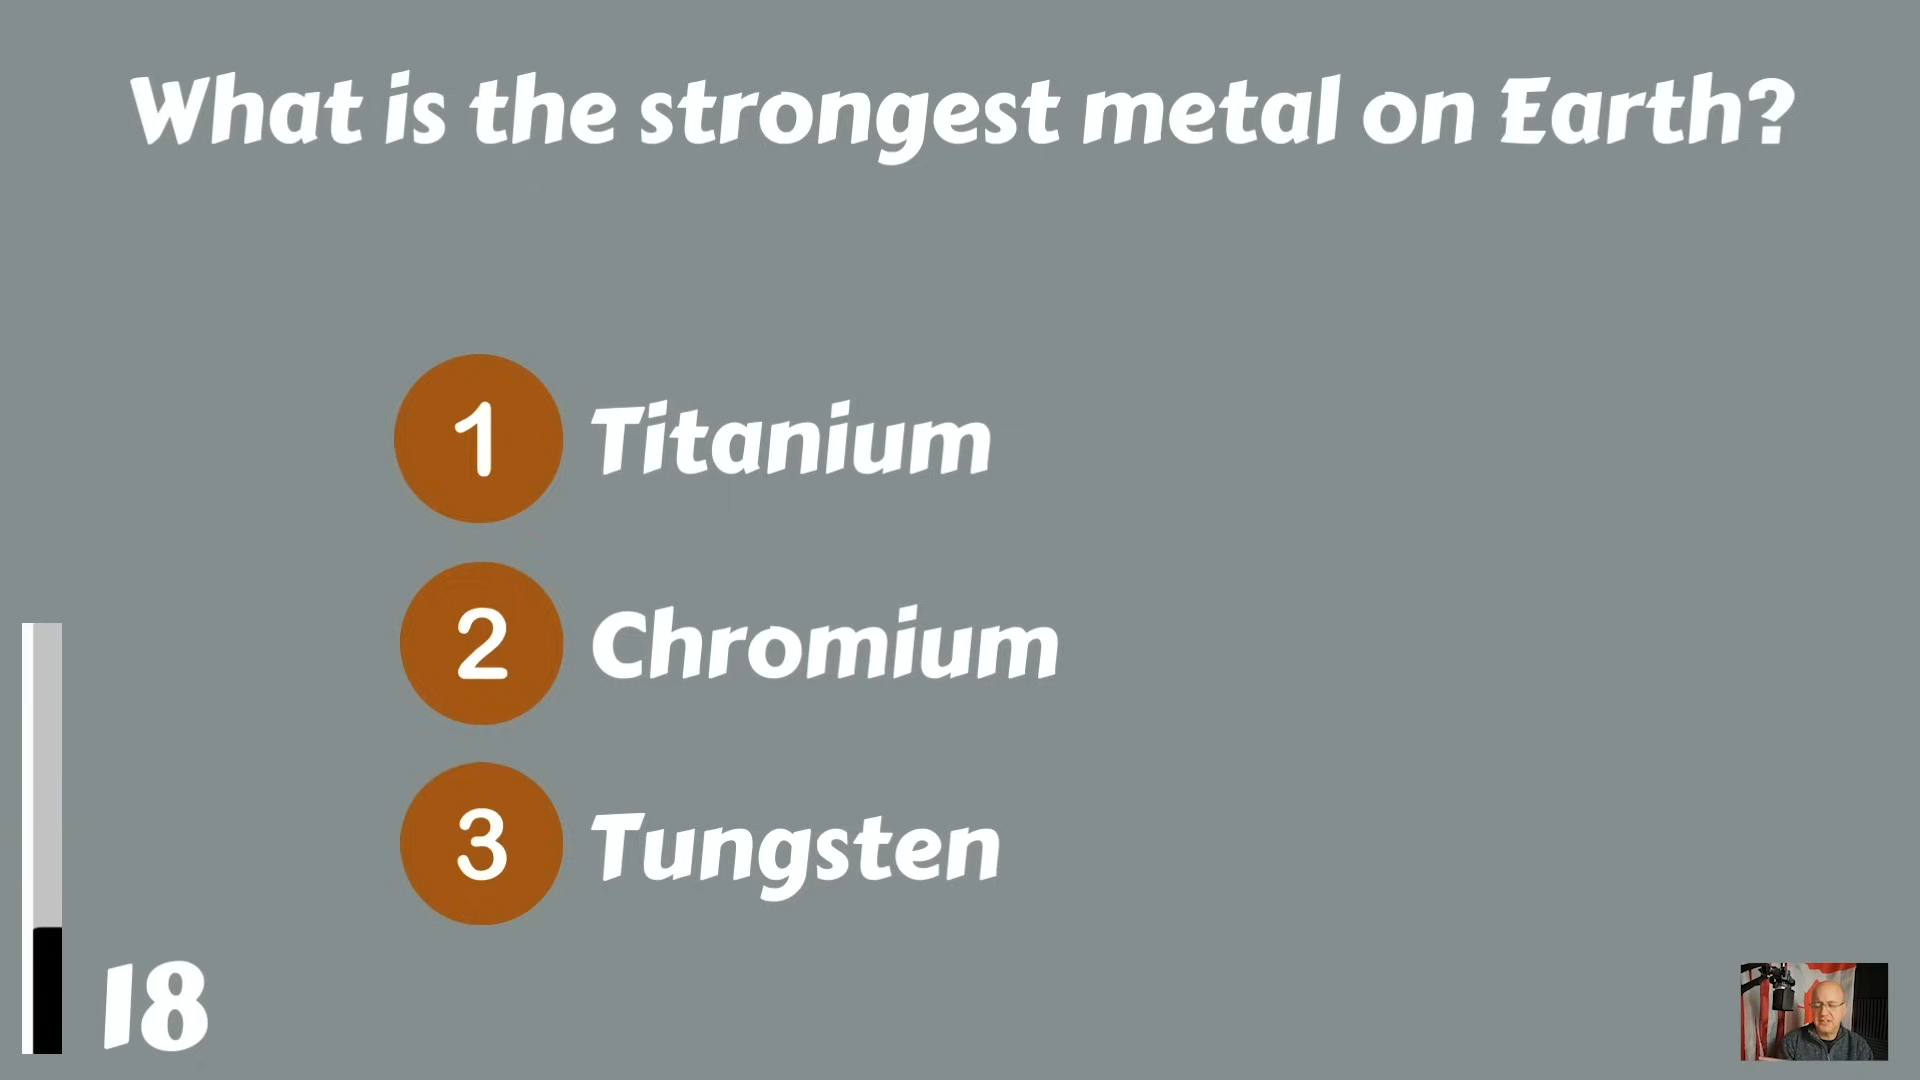 What is the strongest metal on Earth?
1 Titanium
2 Chromium
3 Tungsten
18